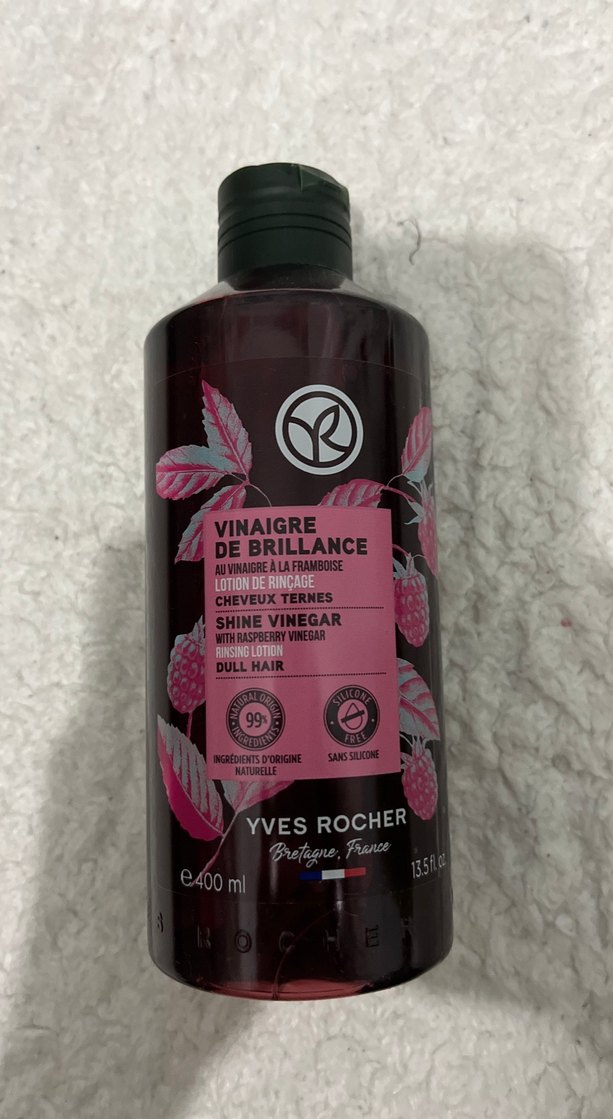 YR
VINAIGRE
DE BRILLANCE
AU VINAIGRE À LA FRAMBOISE
LOTION DE RINÇAGE
CHEVEUX TERNES
SHINE VINEGAR
WITH RASPBERRY VINEGAR
RINSING LOTION
DULL HAIR
NATURAL ORIGIN
99%
INGREDIENTS
SILICONE
FREE
INGRÉDIENTS D'ORIGINE
NATURELLE
SANS SILICONE
YVES ROCHER
Bretagne, France
e 400 ml
13.5 fl. oz.
S ROCHER